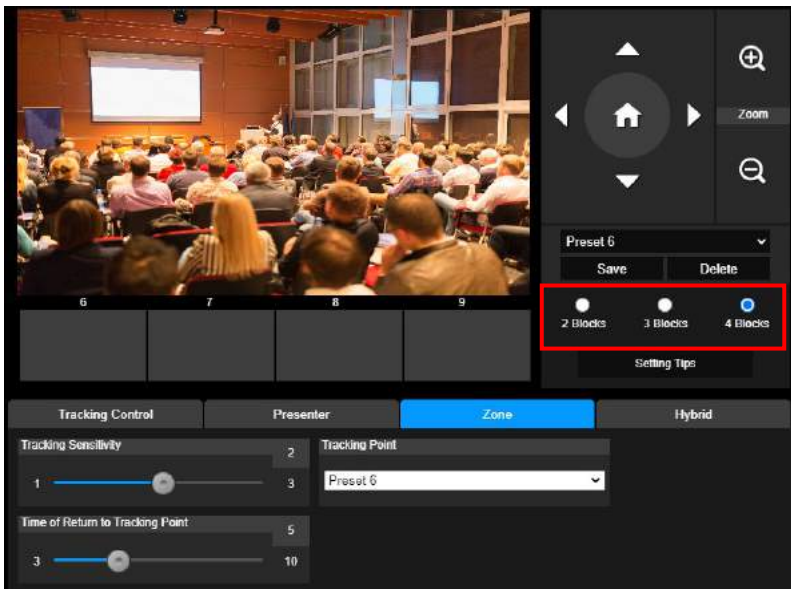 Zoom
Preset 6
Save Delete
6 7 8 9
2 Blocks 3 Blocks 4 Blocks
Setting Tips
Tracking Control Presenter Zone Hybrid
Tracking Sensitivity 2
1 3
Tracking Point
Preset 6
Time of Return to Tracking Point 5
3 10